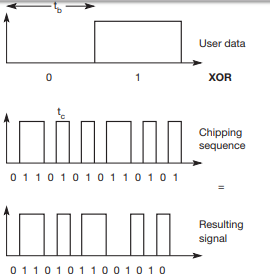 t_b
User data
0 1 XOR
t_c
Chipping
sequence
0 1 1 0 1 0 1 0 1 1 0 1 0 1
=
Resulting
signal
0 1 1 0 1 0 1 1 0 0 1 0 1 0